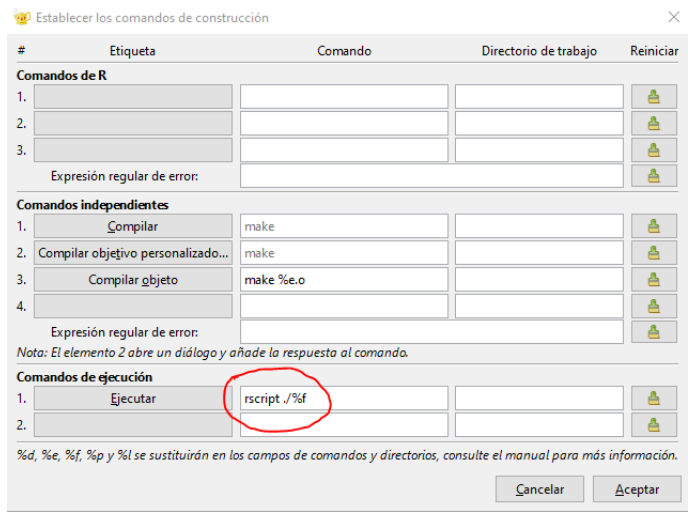 Establecer los comandos de construcción
# Etiqueta Comando Directorio de trabajo Reiniciar
Comandos de R
1.
2.
3.
Expresión regular de error:
Comandos independientes
1. Compilar make
2. Compilar objetivo personalizado... make
3. Compilar objeto make %e.o
4.
Expresión regular de error:
Nota: El elemento 2 abre un diálogo y añade la respuesta al comando.
Comandos de ejecución
1. Ejecutar rscript ./%f
2.
%d, %e, %f, %p y %l se sustituirán en los campos de comandos y directorios, consulte el manual para más información.
Cancelar Aceptar